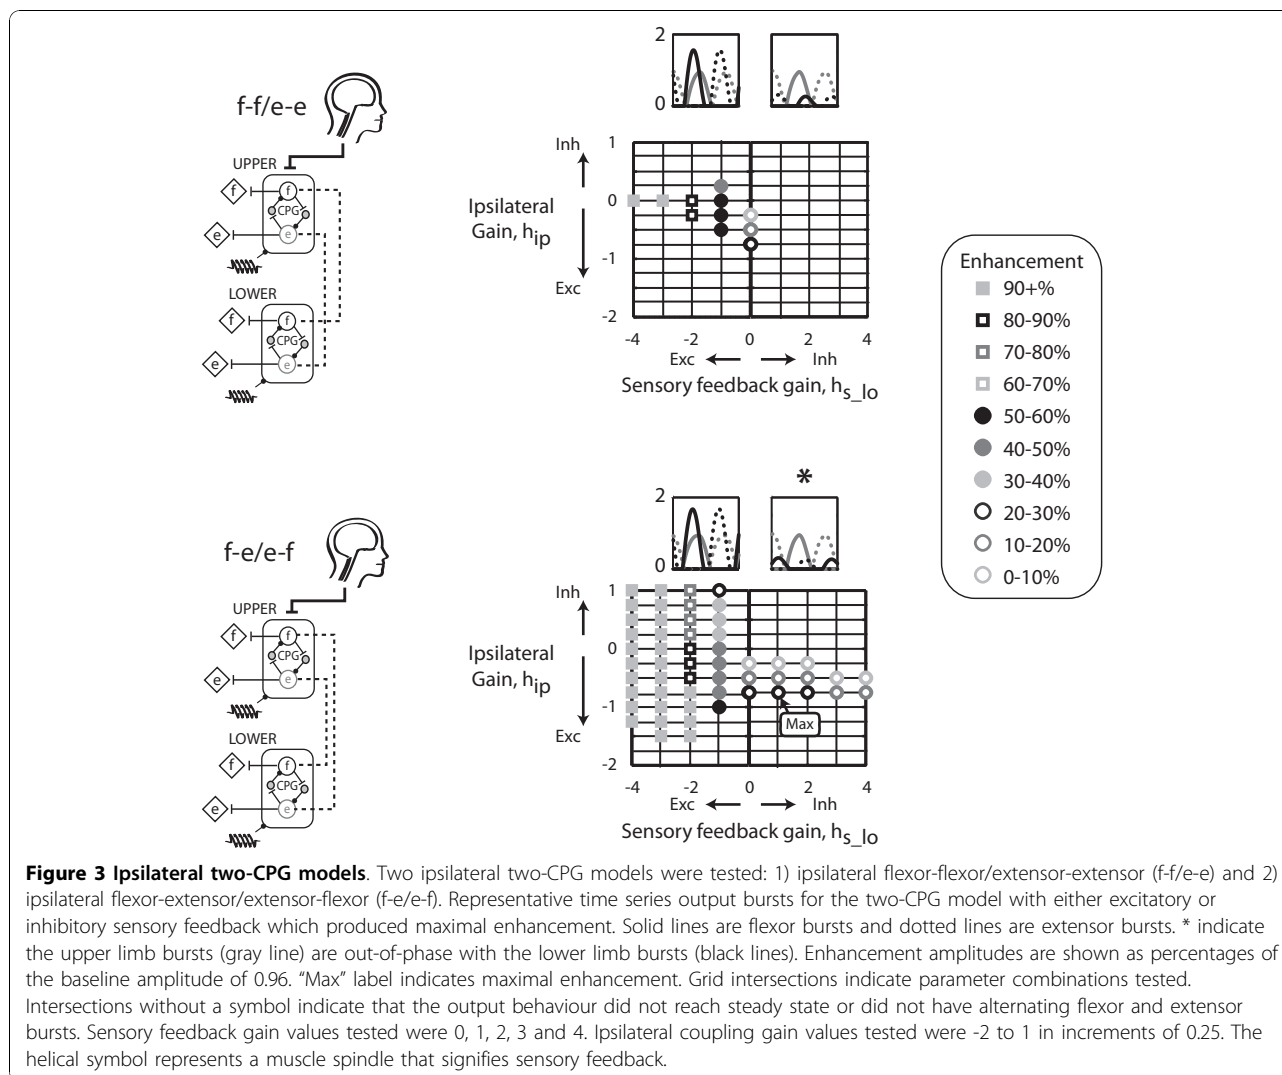 f-f/e-e
UPPER
f
f
CPG
e
e
LOWER
f
f
CPG
e
e
2
0
Inh
1
Ipsilateral
Gain, h_ip
0
-1
Exc
-2
-4 -2 0 2 4
Exc Inh
Sensory feedback gain, h_s_lo
Enhancement
90+%
80-90%
70-80%
60-70%
50-60%
40-50%
30-40%
20-30%
10-20%
0-10%
f-e/e-f
UPPER
f
f
CPG
e
e
LOWER
f
f
CPG
e
e
*
2
0
Inh
1
Ipsilateral
Gain, h_ip
0
-1
Max
Exc
-2
-4 -2 0 2 4
Exc Inh
Sensory feedback gain, h_s_lo
Figure 3 Ipsilateral two-CPG models. Two ipsilateral two-CPG models were tested: 1) ipsilateral flexor-flexor/extensor-extensor (f-f/e-e) and 2)
ipsilateral flexor-extensor/extensor-flexor (f-e/e-f). Representative time series output bursts for the two-CPG model with either excitatory or
inhibitory sensory feedback which produced maximal enhancement. Solid lines are flexor bursts and dotted lines are extensor bursts. * indicate
the upper limb bursts (gray line) are out-of-phase with the lower limb bursts (black lines). Enhancement amplitudes are shown as percentages of
the baseline amplitude of 0.96. “Max” label indicates maximal enhancement. Grid intersections indicate parameter combinations tested.
Intersections without a symbol indicate that the output behaviour did not reach steady state or did not have alternating flexor and extensor
bursts. Sensory feedback gain values tested were 0, 1, 2, 3 and 4. Ipsilateral coupling gain values tested were -2 to 1 in increments of 0.25. The
helical symbol represents a muscle spindle that signifies sensory feedback.